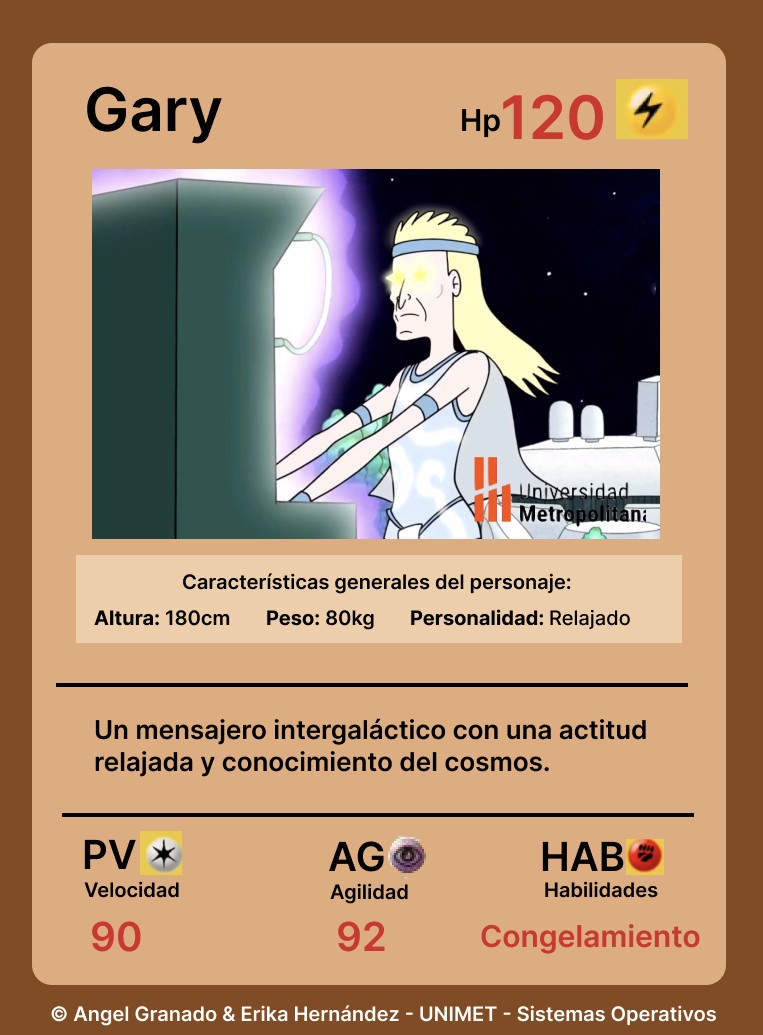 Gary
Hp120
Universidad
Metropolitana
Características generales del personaje:
Altura: 180cm Peso: 80kg Personalidad: Relajado
Un mensajero intergaláctico con una actitud
relajada y conocimiento del cosmos.
PV AG HAB
Velocidad Agilidad Habilidades
90 92 Congelamiento
© Angel Granado & Erika Hernández - UNIMET - Sistemas Operativos